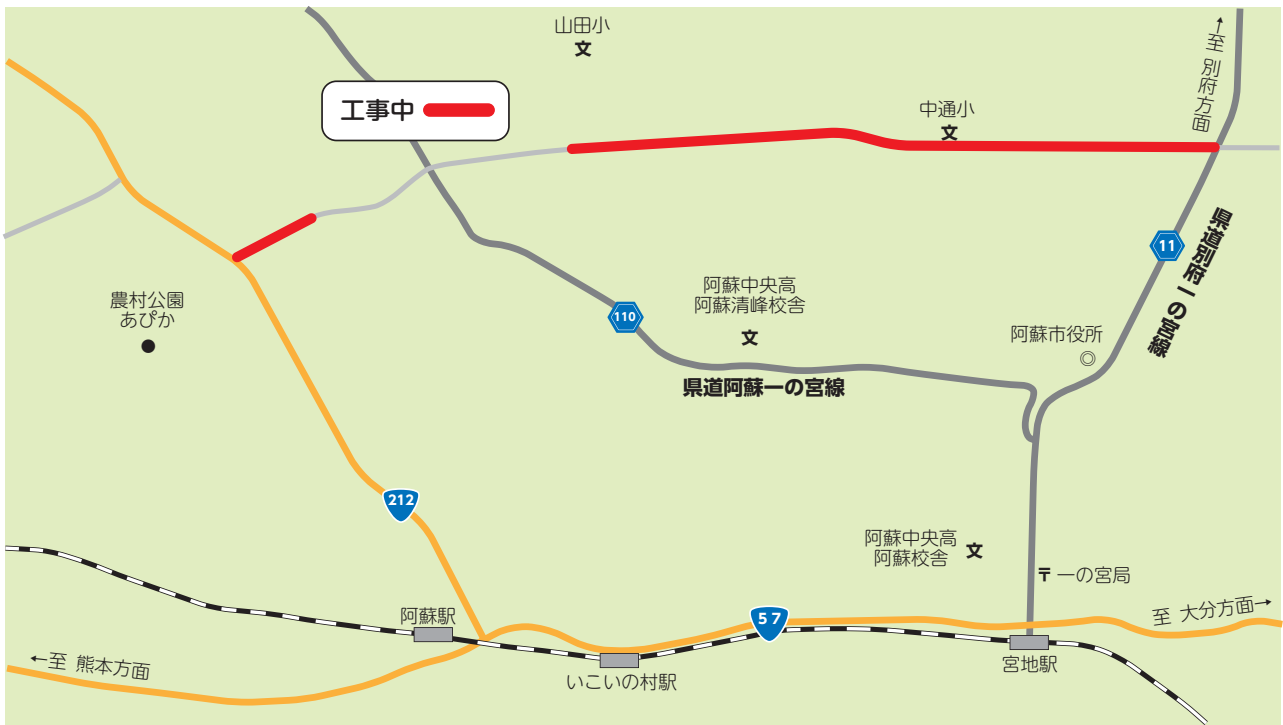 山田小
文
↑至 別府方面
工事中
中通小
文
11
県道別府一の宮線
農村公園
あぴか
阿蘇中央高
阿蘇清峰校舎
文
110
阿蘇市役所
県道阿蘇一の宮線
212
阿蘇中央高
阿蘇校舎
文
〒一の宮局
阿蘇駅
57
至 大分方面→
←至 熊本方面
いこいの村駅
宮地駅